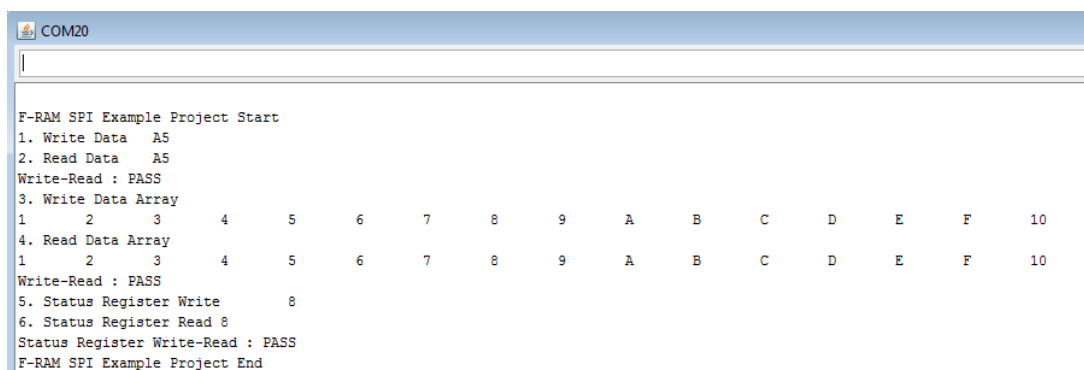 COM20
F-RAM SPI Example Project Start
1. Write Data A5
2. Read Data A5
Write-Read : PASS
3. Write Data Array
1 2 3 4 5 6 7 8 9 A B C D E F 10
4. Read Data Array
1 2 3 4 5 6 7 8 9 A B C D E F 10
Write-Read : PASS
5. Status Register Write 8
6. Status Register Read 8
Status Register Write-Read : PASS
F-RAM SPI Example Project End